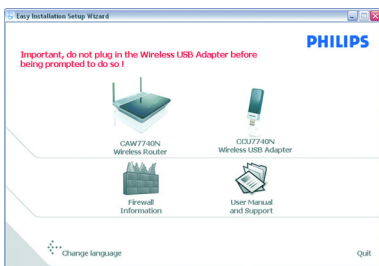 Easy Installation Setup Wizard
PHILIPS
Important, do not plug in the Wireless USB Adapter before
being prompted to do so !
CAW7740N
Wireless Router
CCU7740N
Wireless USB Adapter
Firewall
Information
User Manual
and Support
Change language
Quit